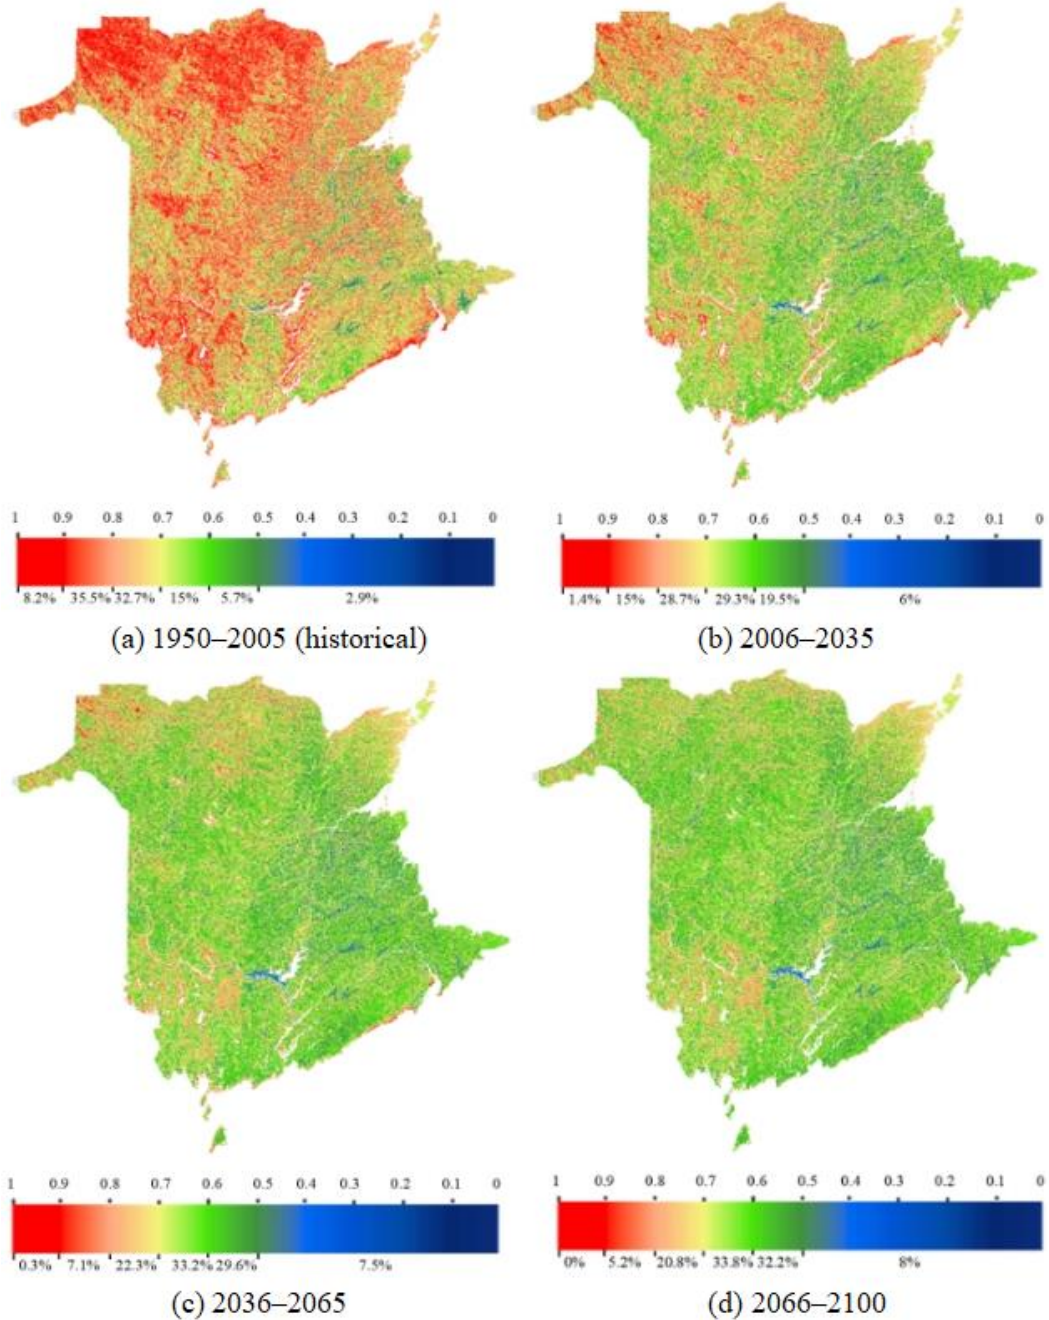 1 0.9 0.8 0.7 0.6 0.5 0.4 0.3 0.2 0.1 0
8.2% 35.5% 32.7% 15% 5.7% 2.9%
(a) 1950–2005 (historical)
1 0.9 0.8 0.7 0.6 0.5 0.4 0.3 0.2 0.1 0
1.4% 15% 28.7% 29.3% 19.5% 6%
(b) 2006–2035
1 0.9 0.8 0.7 0.6 0.5 0.4 0.3 0.2 0.1 0
0.3% 7.1% 22.3% 33.2% 29.6% 7.5%
(c) 2036–2065
1 0.9 0.8 0.7 0.6 0.5 0.4 0.3 0.2 0.1 0
0% 5.2% 20.8% 33.8% 32.2% 8%
(d) 2066–2100